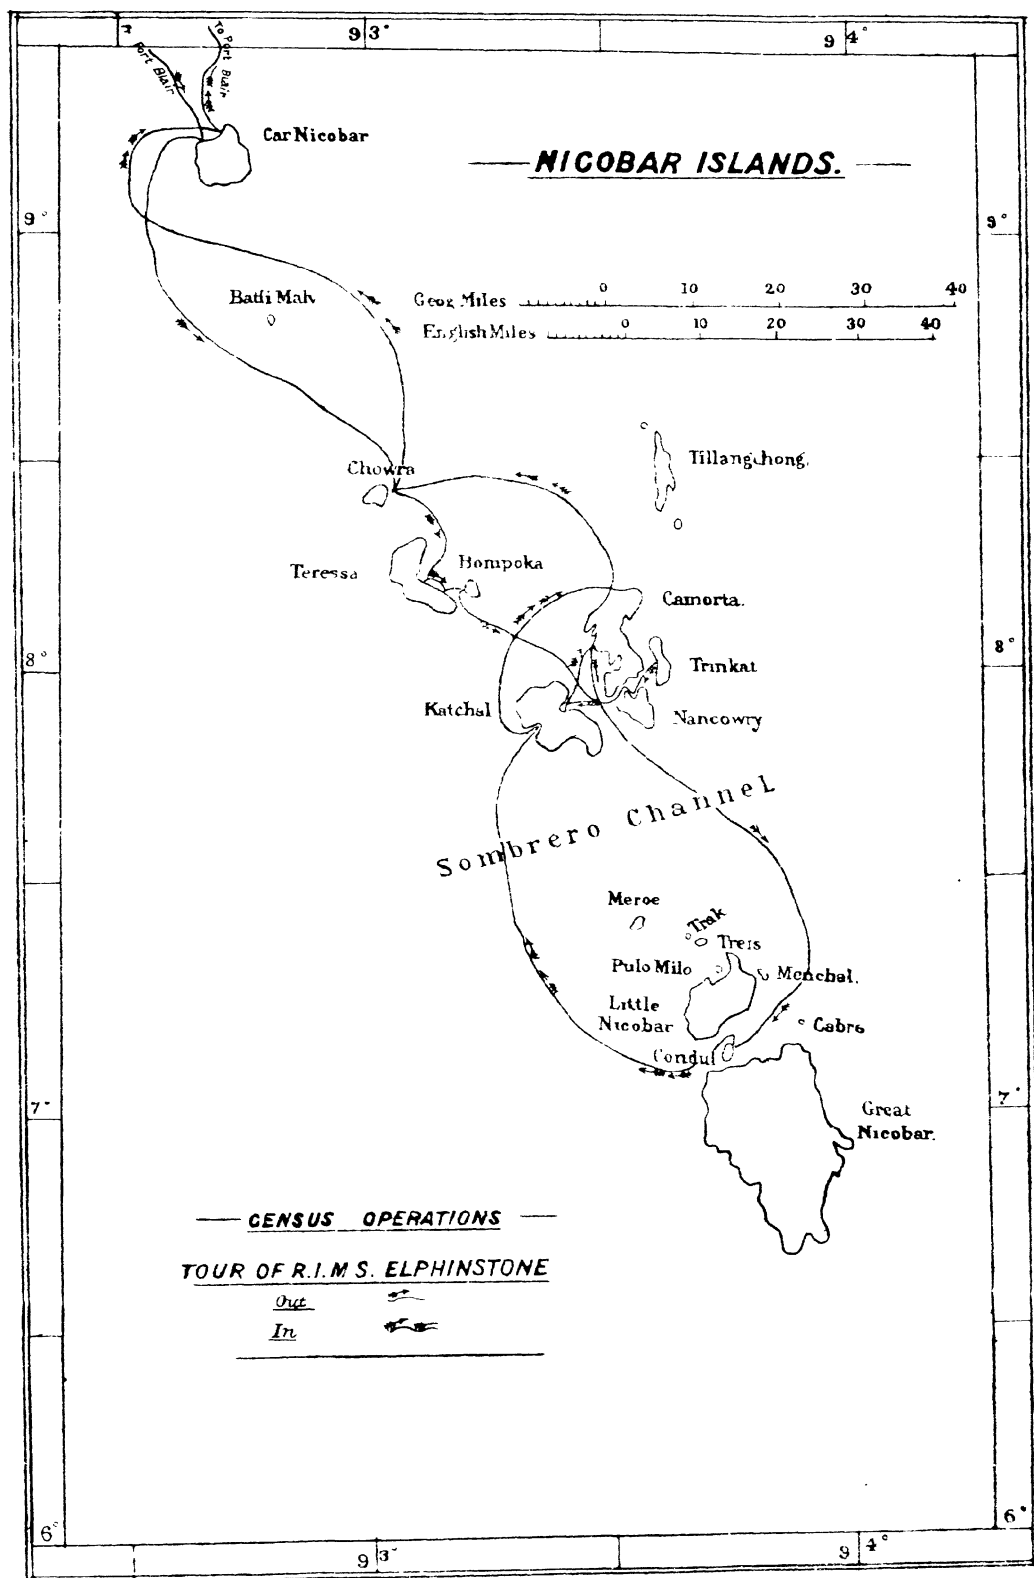 93°
94°
Port Blair
To Port Blair
Car Nicobar
NICOBAR ISLANDS.
9°
9°
Batti Malv
Geog Miles 0 10 20 30 40
English Miles 0 10 20 30 40
Chowra
Tillangchong.
Teressa
Bompoka
Camorta.
8°
8°
Trinkat
Katchal
Nancowry
Sombrero Channel
Meroe
Trak
Treis
Pulo Milo
Menchal.
Little
Nicobar
Cabra
Condul
7°
7°
Great
Nicobar.
CENSUS OPERATIONS
TOUR OF R.I.M S. ELPHINSTONE
Out
In
6°
6°
93°
94°